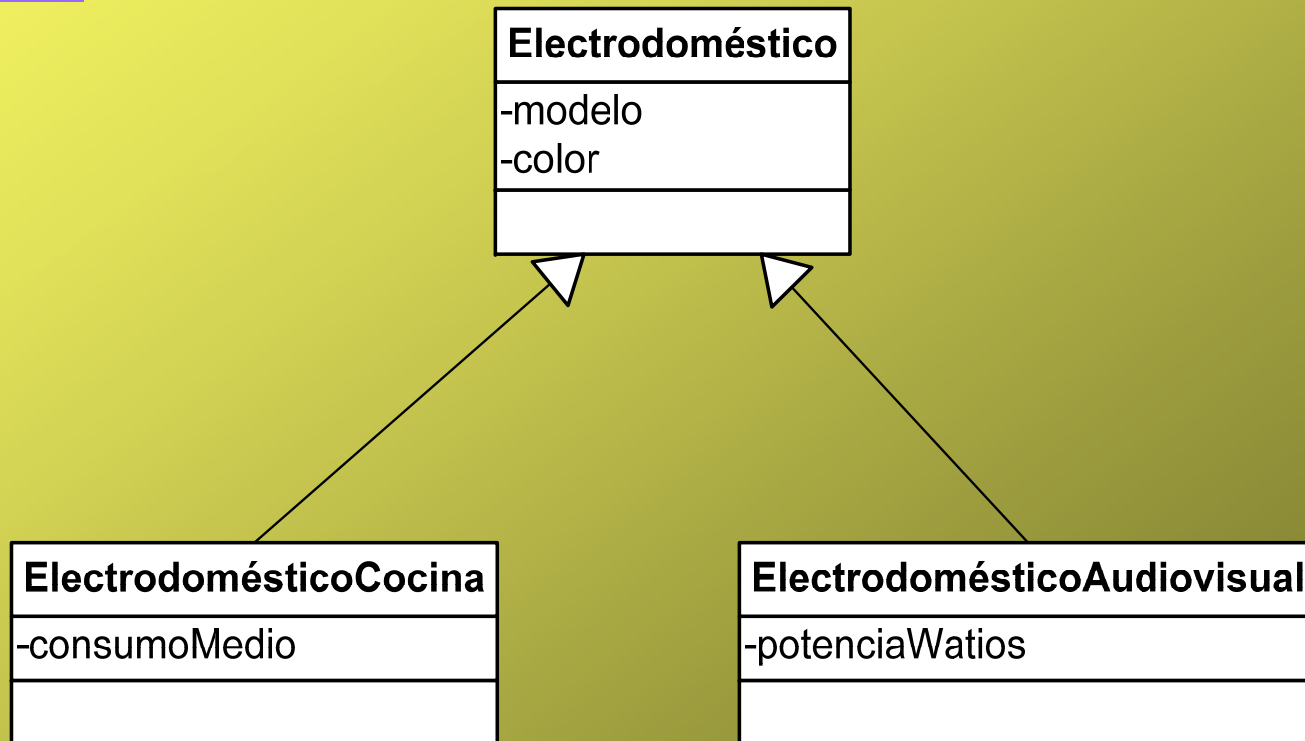 Electrodoméstico
-modelo
-color
ElectrodomésticoCocina
-consumoMedio
ElectrodomésticoAudiovisual
-potenciaWatios